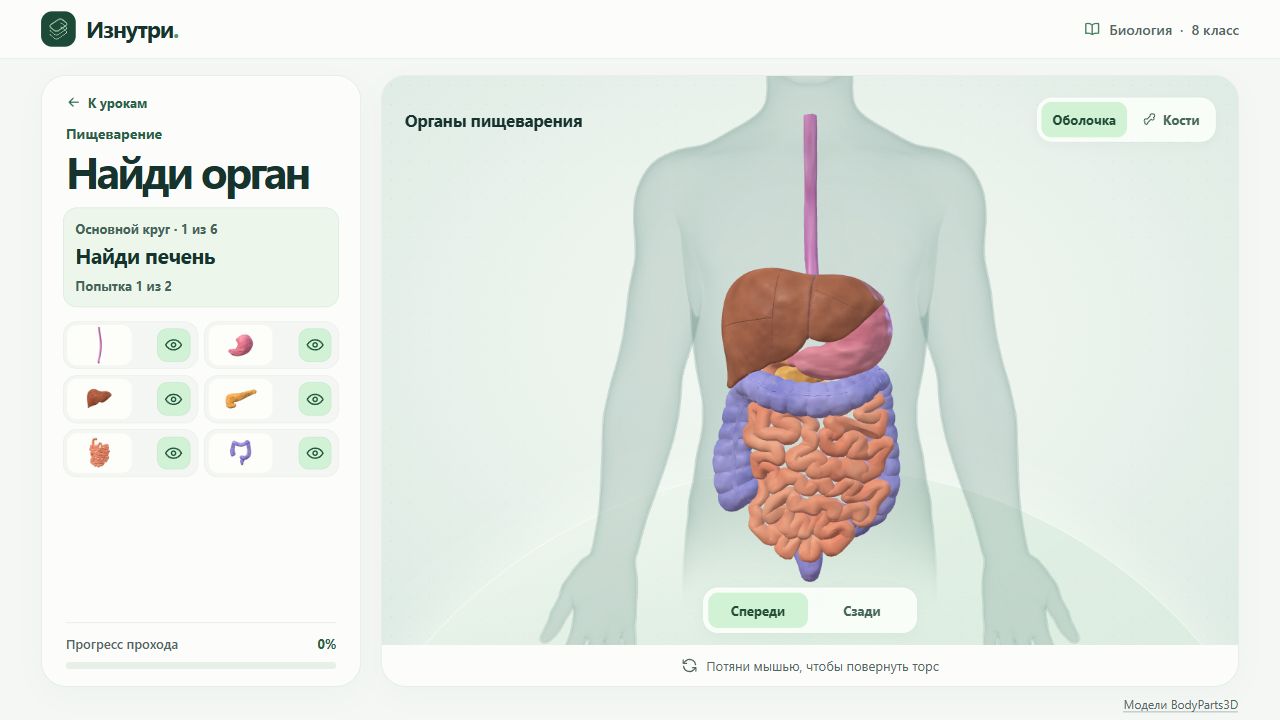 Изнутри.
Биология · 8 класс
К урокам
Пищеварение
Найди орган
Основной круг · 1 из 6
Найди печень
Попытка 1 из 2
Прогресс прохода 0%
Органы пищеварения
Оболочка
Кости
Спереди
Сзади
Потяни мышью, чтобы повернуть торс
Модели BodyParts3D